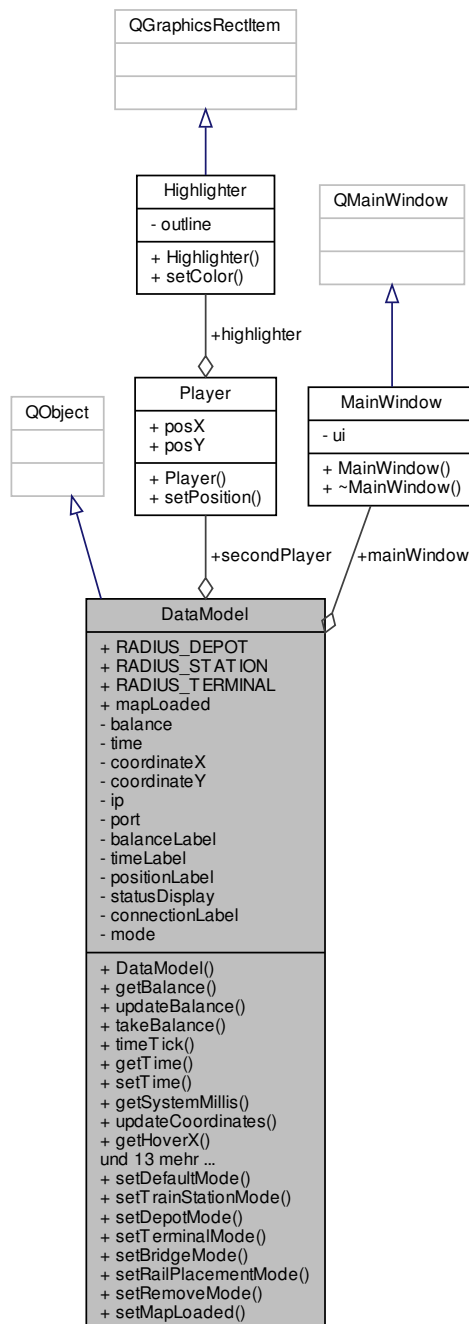 QGraphicsRectItem
Highlighter
- outline
+ Highlighter()
+ setColor()
QMainWindow
+highlighter
QObject
Player
+ posX
+ posY
+ Player()
+ setPosition()
MainWindow
- ui
+ MainWindow()
+ ~MainWindow()
+secondPlayer
+mainWindow
DataModel
+ RADIUS_DEPOT
+ RADIUS_STATION
+ RADIUS_TERMINAL
+ mapLoaded
- balance
- time
- coordinateX
- coordinateY
- ip
- port
- balanceLabel
- timeLabel
- positionLabel
- statusDisplay
- connectionLabel
- mode
+ DataModel()
+ getBalance()
+ updateBalance()
+ takeBalance()
+ timeTick()
+ getTime()
+ setTime()
+ getSystemMillis()
+ updateCoordinates()
+ getHoverX()
und 13 mehr ...
+ setDefaultMode()
+ setTrainStationMode()
+ setDepotMode()
+ setTerminalMode()
+ setBridgeMode()
+ setRailPlacementMode()
+ setRemoveMode()
+ setMapLoaded()